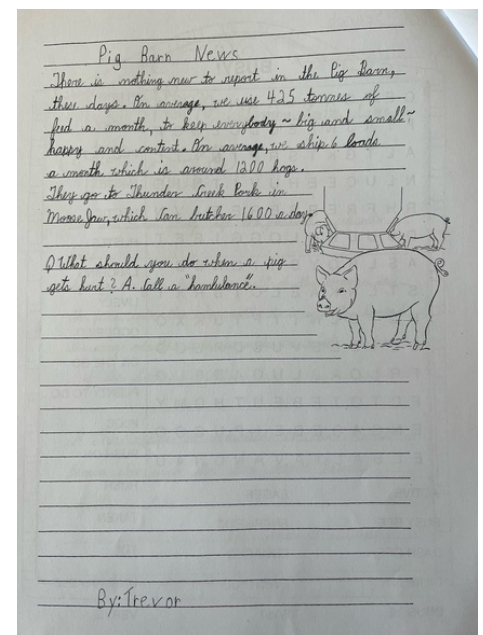 Pig Barn News
There is nothing new to report in the Pig Barn,
these days. On average, we use 425 tonnes of
feed a month, to keep everybody ~ big and small ~
happy and content. On average, we ship 6 loads
a month which is around 1200 hogs.
They go to Thunder Creek Pork in
Moose Jaw, which can butcher 1600 a day.
Q What should you do when a pig
gets hurt? A. Call a "hambulance".
By: Trevor